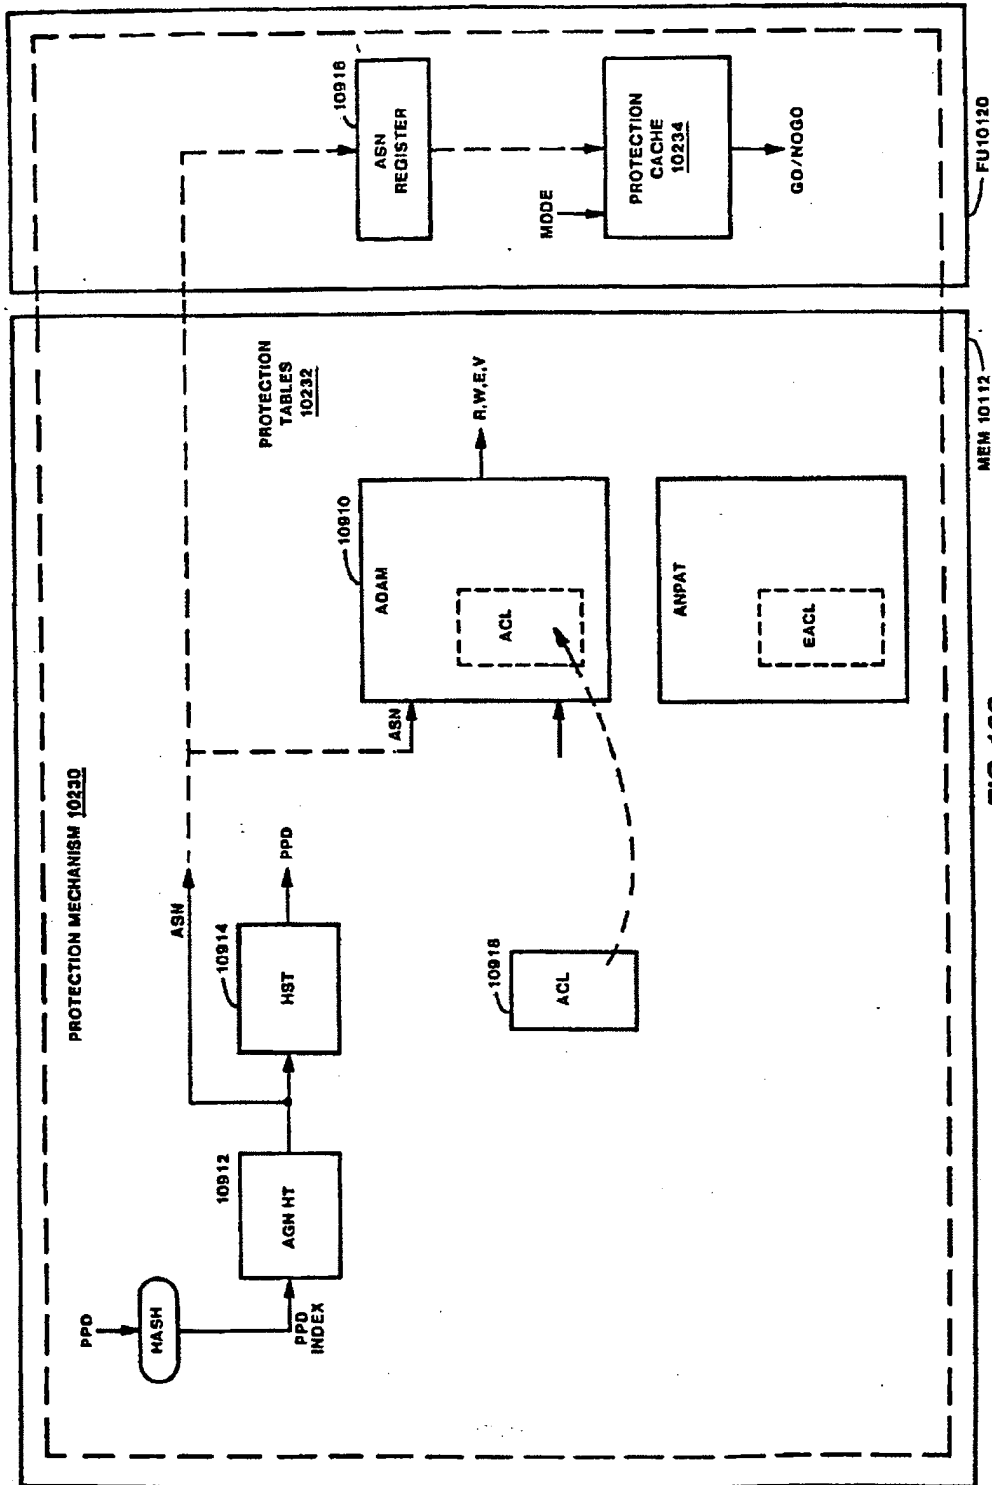 PROTECTION MECHANISM 10230
PPD
HASH
PPD
INDEX
10912
AGN HT
ASN
10914
HST
PPD
PROTECTION
TABLES
10232
ASN
10910
ADAM
ACL
R,W,E,V
10918
ACL
ANPAT
EACL
MEM 10112
10916
ASN
REGISTER
MODE
PROTECTION
CACHE
10234
GO/NOGO
FU10120